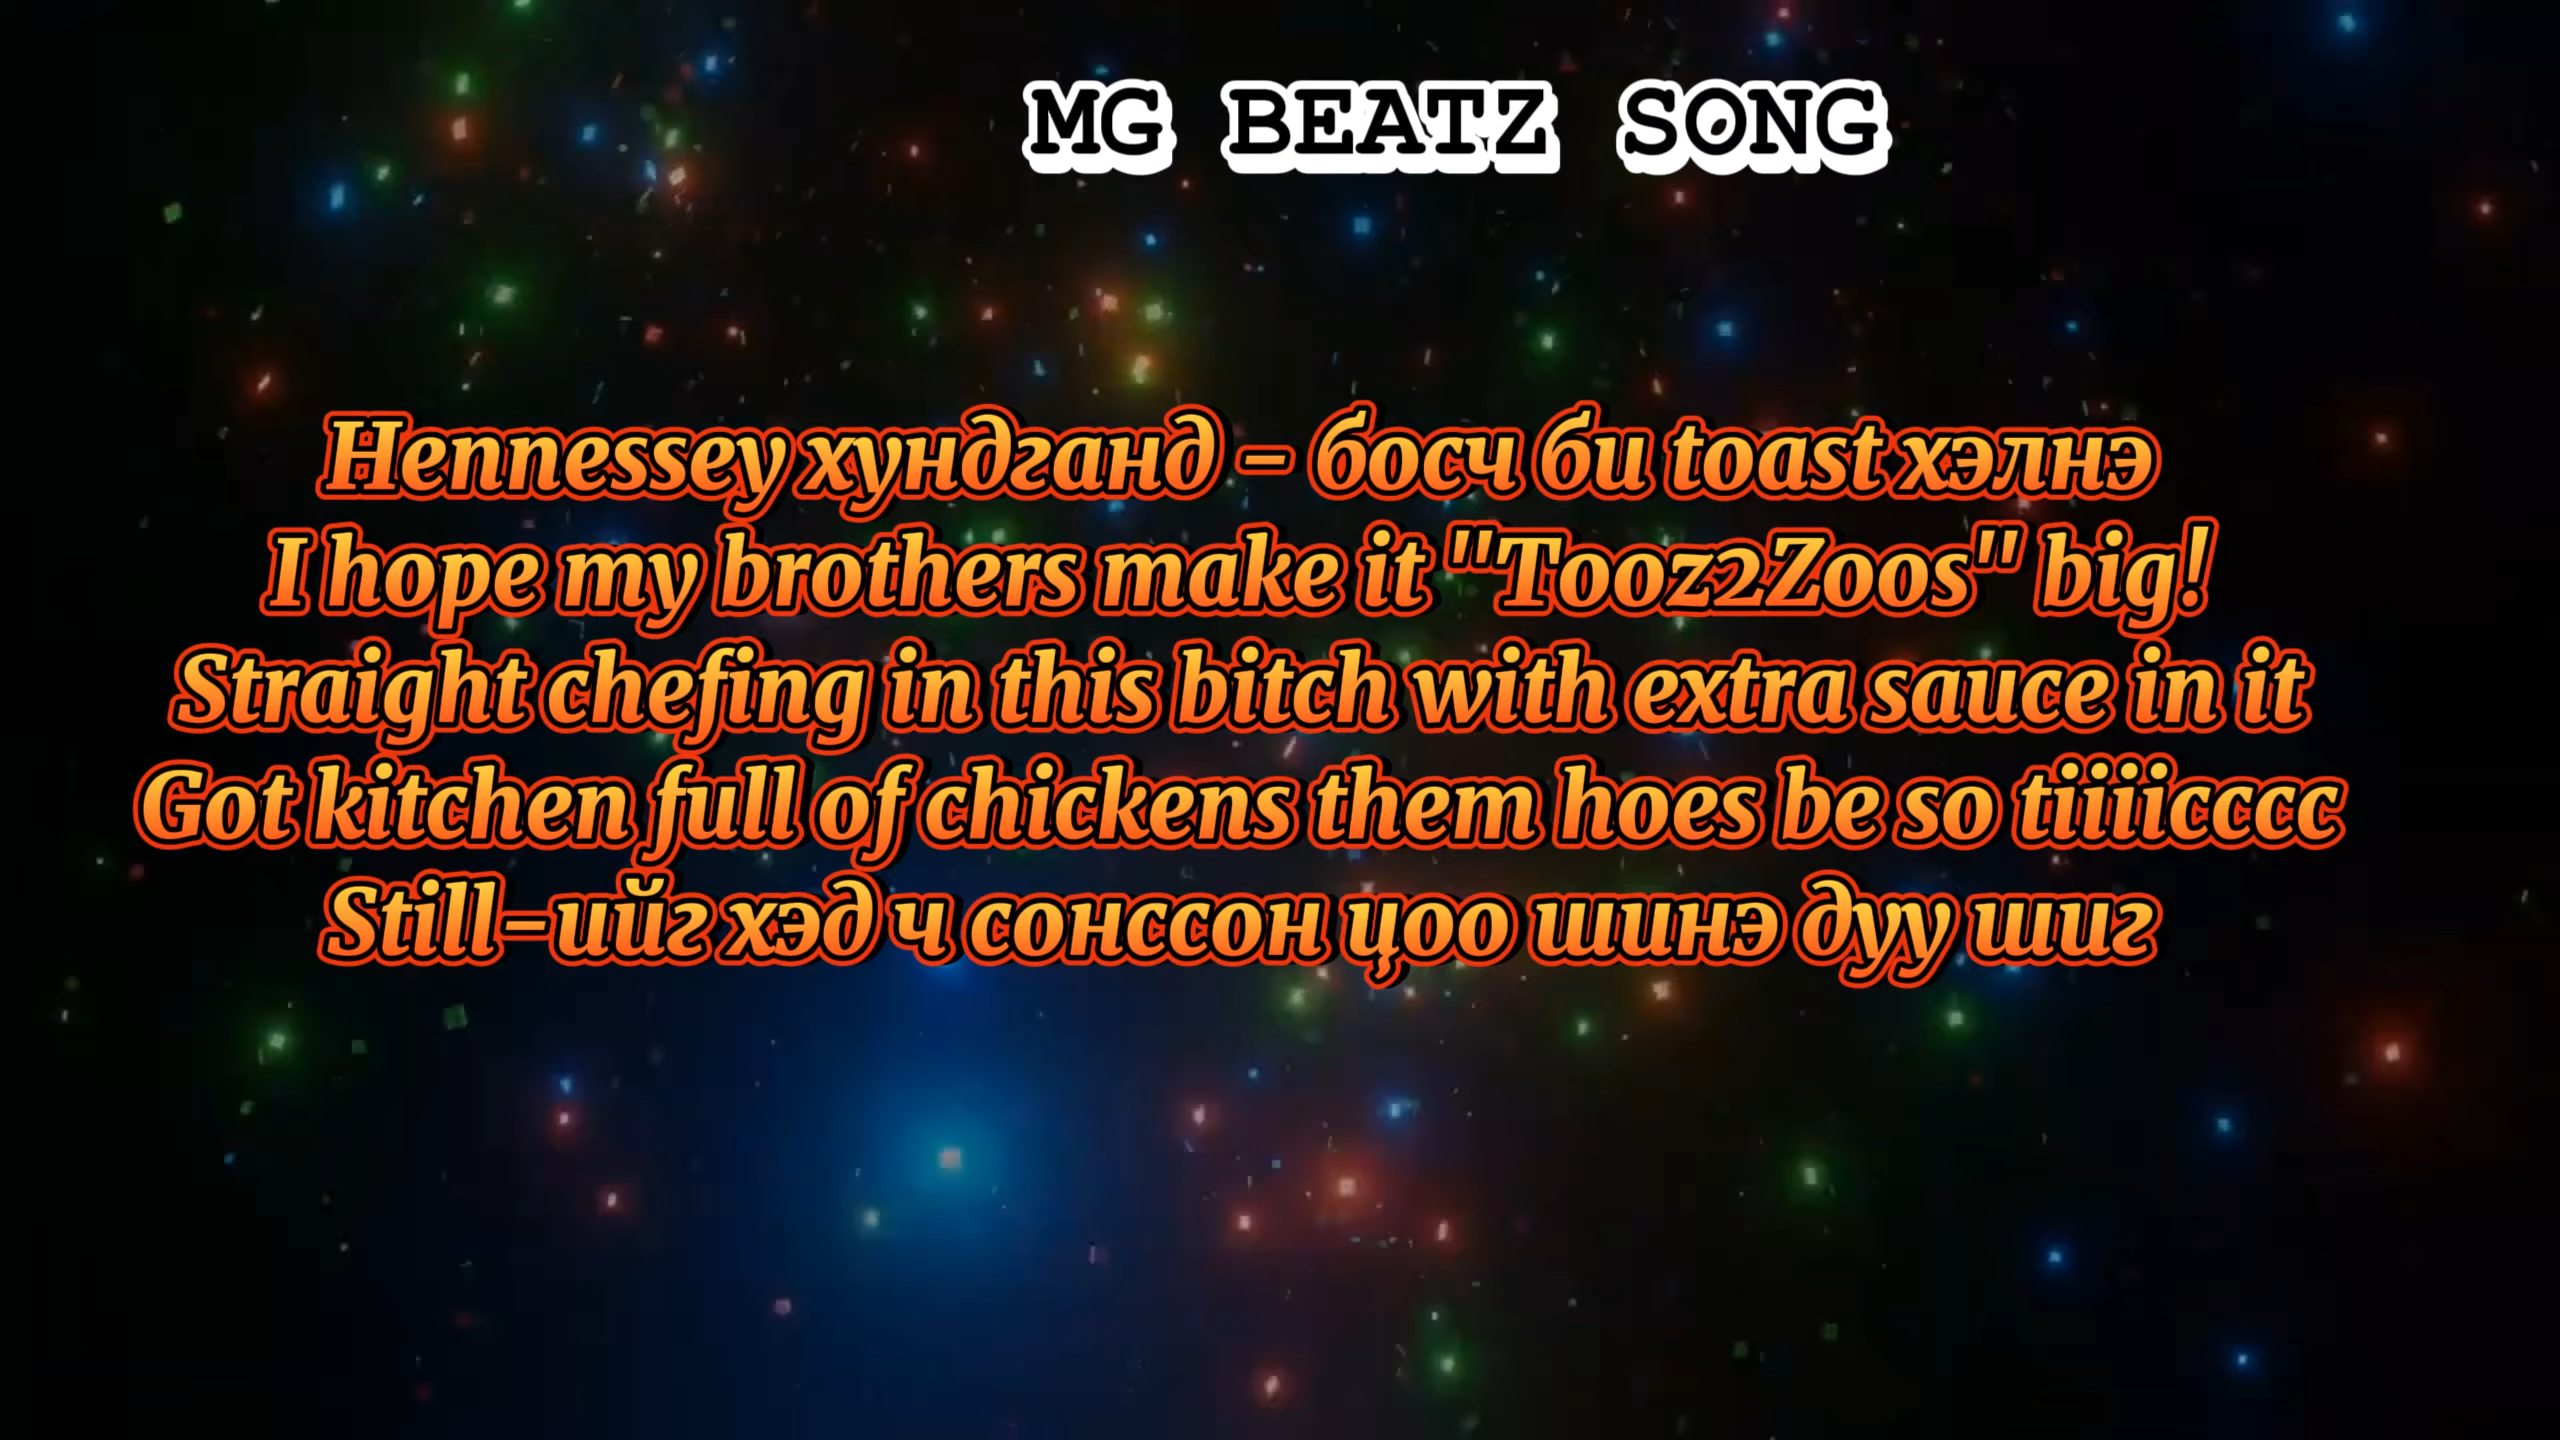 MG BEATZ SONG
Hennessey хундганд - босч би toast хэлнэ
I hope my brothers make it "Tooz2Zoos" big!
Straight chefing in this bitch with extra sauce in it
Got kitchen full of chickens them hoes be so tiiiicccc
Still-ийг хэд ч сонссон цоо шинэ дуу шиг